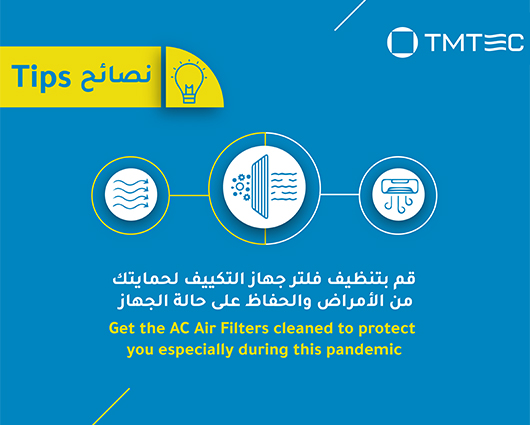 TMTEC
نصائح Tips
قم بتنظيف فلتر جهاز التكييف لحمايتك
من الأمراض والحفاظ على حالة الجهاز
Get the AC Air Filters cleaned to protect
you especially during this pandemic